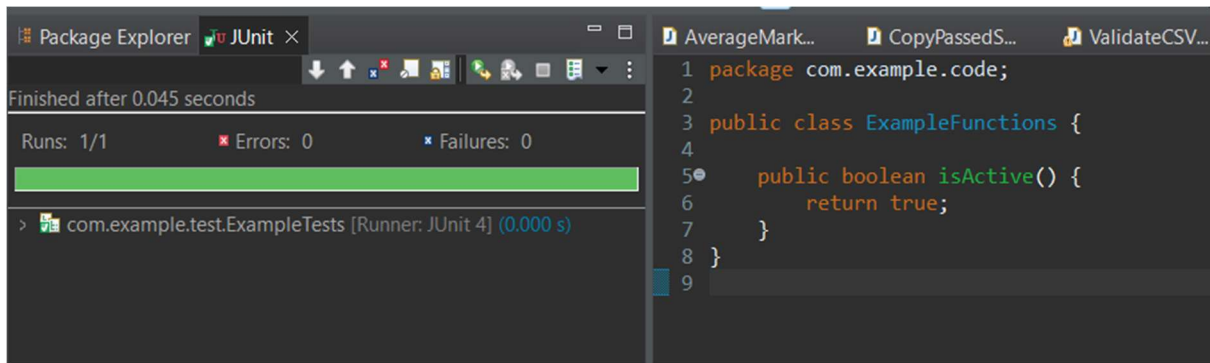 Package Explorer JUnit
Finished after 0.045 seconds
Runs: 1/1 Errors: 0 Failures: 0
com.example.test.ExampleTests [Runner: JUnit 4] (0.000 s)
AverageMark... CopyPassedS... ValidateCSV...
1 package com.example.code;
2
3 public class ExampleFunctions {
4
5 public boolean isActive() {
6 return true;
7 }
8 }
9